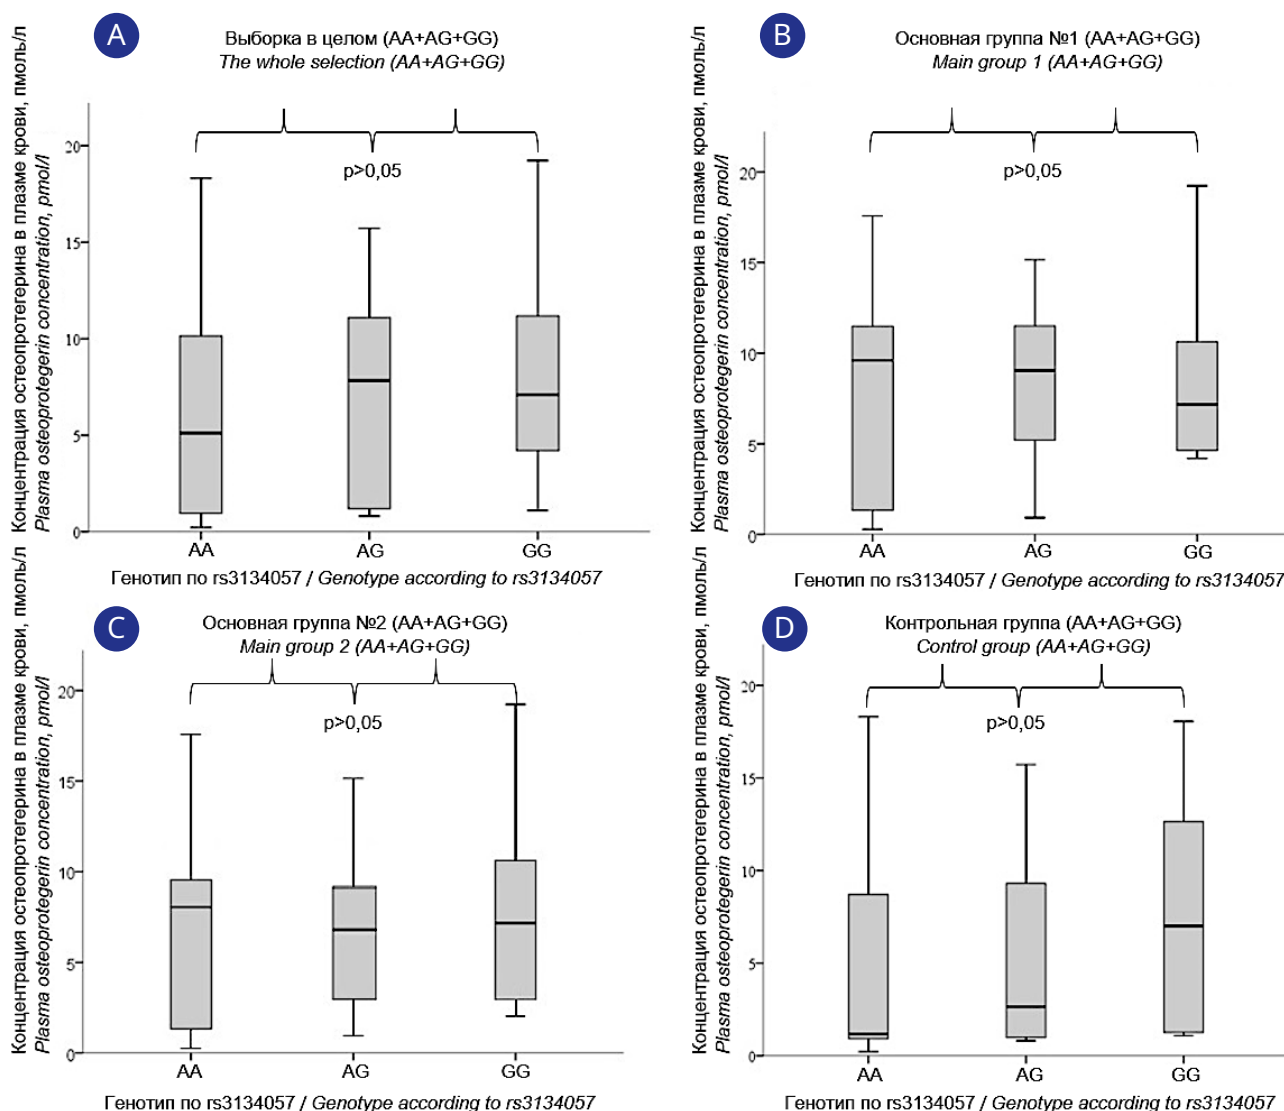 A
Выборка в целом (AA+AG+GG)
The whole selection (AA+AG+GG)
Концентрация остеопротегерина в плазме крови, пмоль/л
Plasma osteoprotegerin concentration, pmol/l
20
15
10
5
0
p>0,05
AA AG GG
Генотип по rs3134057 / Genotype according to rs3134057
B
Основная группа №1 (AA+AG+GG)
Main group 1 (AA+AG+GG)
Концентрация остеопротегерина в плазме крови, пмоль/л
Plasma osteoprotegerin concentration, pmol/l
20
15
10
5
0
p>0,05
AA AG GG
Генотип по rs3134057 / Genotype according to rs3134057
C
Основная группа №2 (AA+AG+GG)
Main group 2 (AA+AG+GG)
Концентрация остеопротегерина в плазме крови, пмоль/л
Plasma osteoprotegerin concentration, pmol/l
20
15
10
5
0
p>0,05
AA AG GG
Генотип по rs3134057 / Genotype according to rs3134057
D
Контрольная группа (AA+AG+GG)
Control group (AA+AG+GG)
Концентрация остеопротегерина в плазме крови, пмоль/л
Plasma osteoprotegerin concentration, pmol/l
20
15
10
5
0
p>0,05
AA AG GG
Генотип по rs3134057 / Genotype according to rs3134057